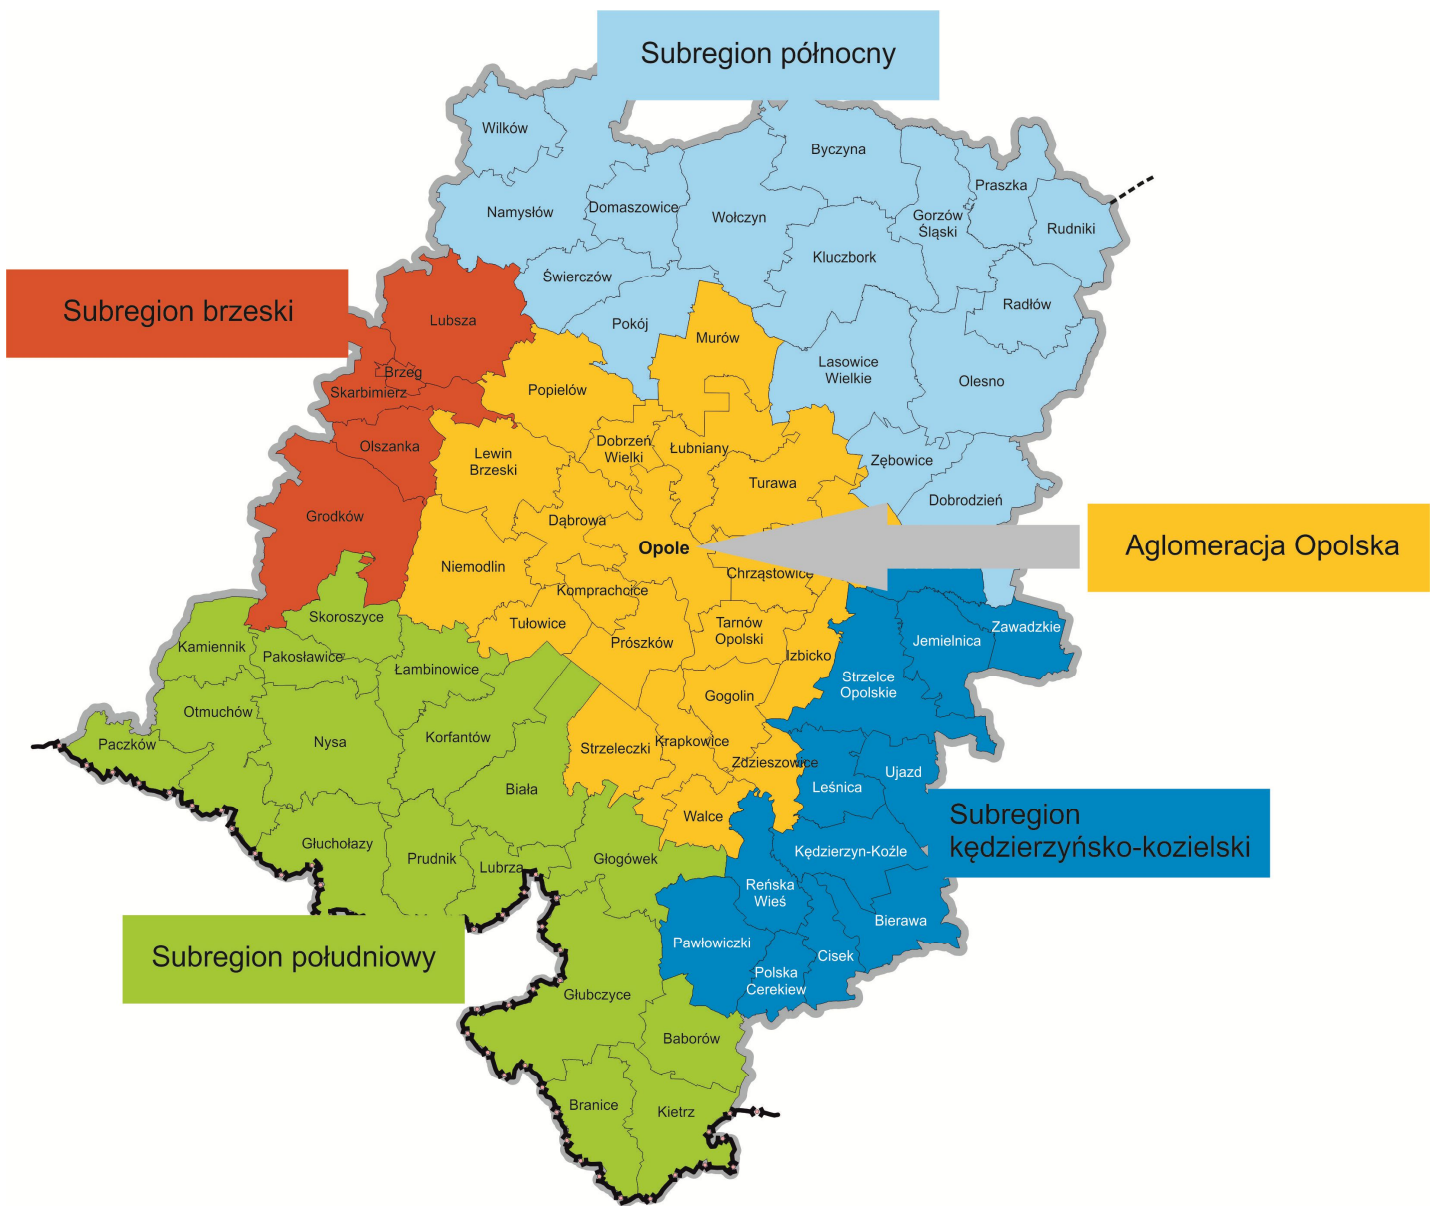 Subregion północny
Wilków
Byczyna
Praszka
Namysłów
Domaszowice
Wołczyn
Gorzów
Śląski
Rudniki
Kluczbork
Świerczów
Radłów
Subregion brzeski
Lubsza
Pokój
Murów
Lasowice
Wielkie
Olesno
Brzeg
Skarbimierz
Popielów
Olszanka
Lewin
Brzeski
Dobrzeń
Wielki
Łubniany
Zębowice
Turawa
Dobrodzień
Grodków
Dąbrowa
Opole
Aglomeracja Opolska
Niemodlin
Chrząstowice
Komprachcice
Skoroszyce
Tułowice
Prószków
Tarnów
Opolski
Zawadzkie
Jemielnica
Kamiennik
Pakosławice
Łambinowice
Izbicko
Strzelce
Opolskie
Gogolin
Otmuchów
Paczków
Nysa
Korfantów
Strzeleczki
Krapkowice
Zdzieszowice
Ujazd
Leśnica
Biała
Walce
Subregion
kędzierzyńsko-kozielski
Głuchołazy
Prudnik
Lubrza
Głogówek
Kędzierzyn-Koźle
Reńska
Wieś
Bierawa
Subregion południowy
Pawłowiczki
Cisek
Polska
Cerekiew
Głubczyce
Baborów
Branice
Kietrz